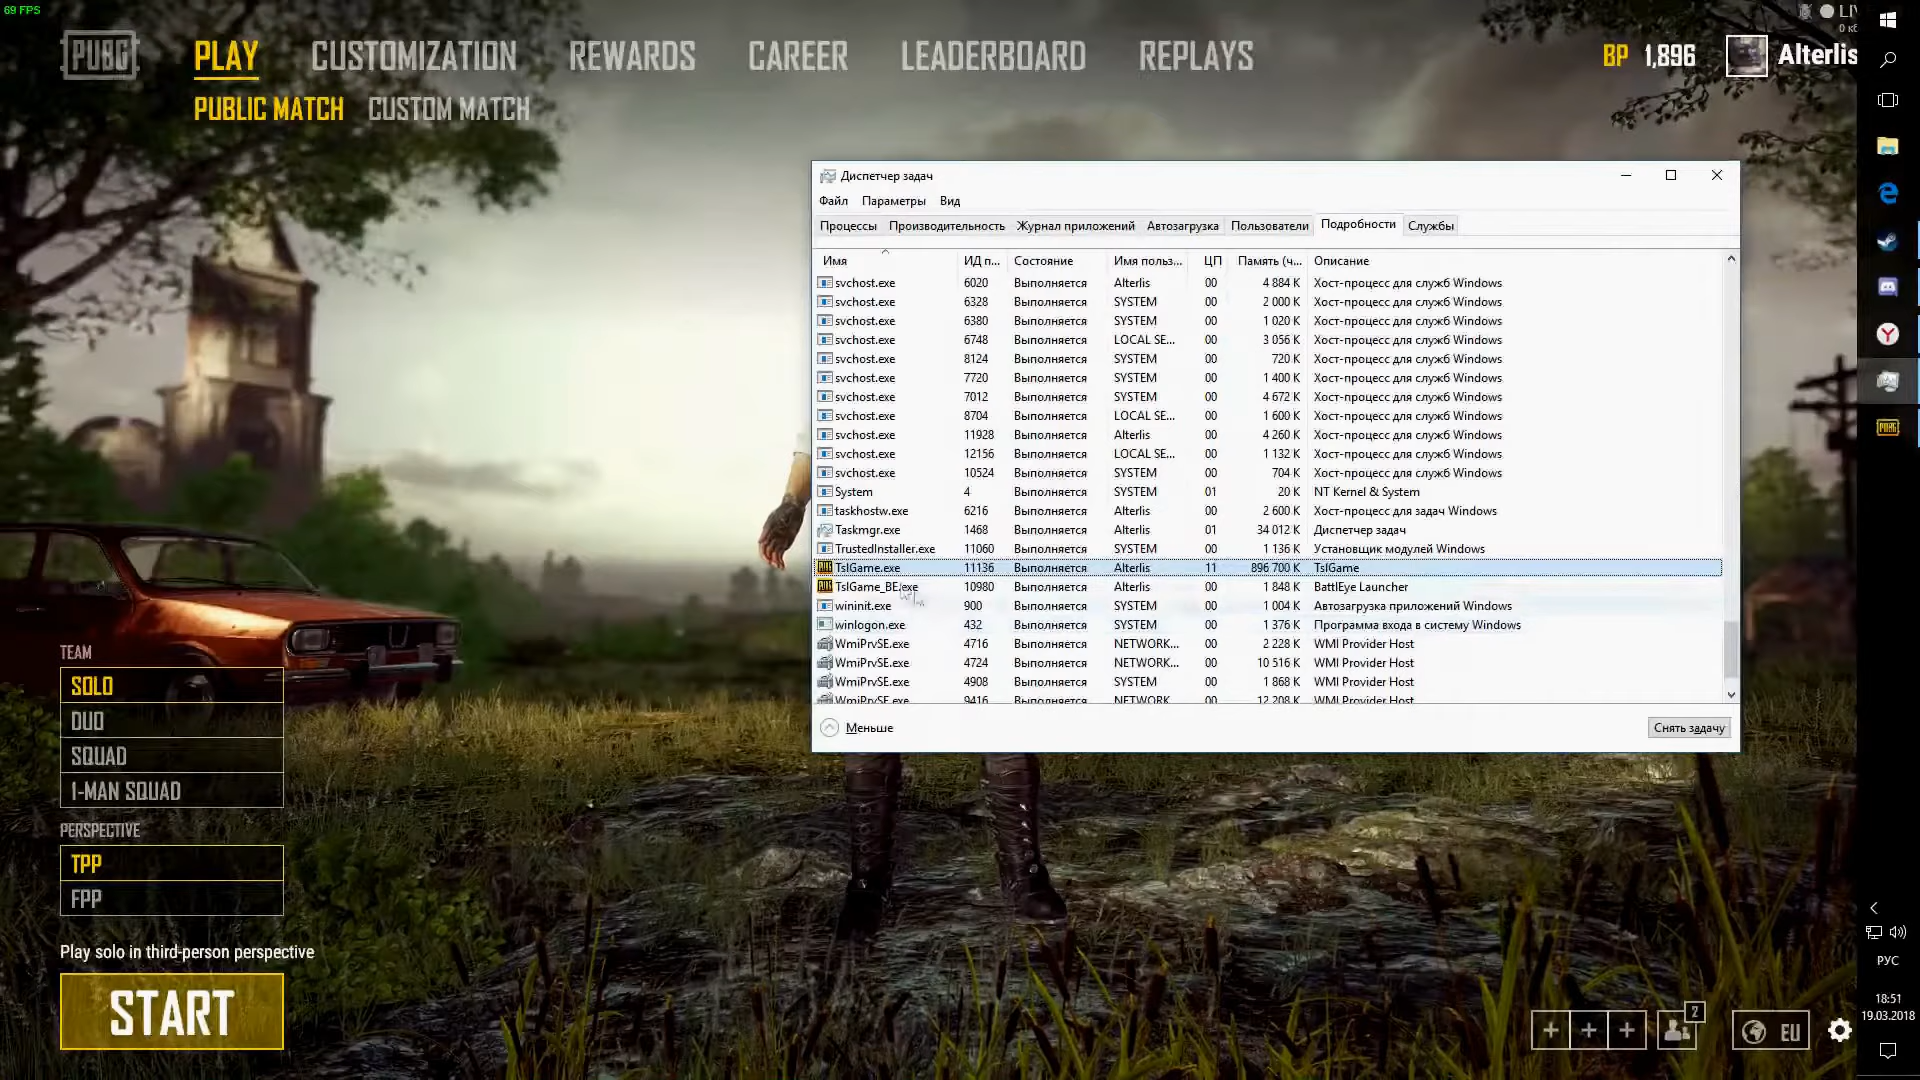 69 FPS
PUBG PLAY CUSTOMIZATION REWARDS CAREER LEADERBOARD REPLAYS BP 1,896 Alterlis
PUBLIC MATCH CUSTOM MATCH
Диспетчер задач
Файл Параметры Вид
Процессы Производительность Журнал приложений Автозагрузка Пользователи Подробности Службы
Имя ИД п... Состояние Имя польз... ЦП Память (ч... Описание
svchost.exe 6020 Выполняется Alterlis 00 4 884 K Хост-процесс для служб Windows
svchost.exe 6328 Выполняется SYSTEM 00 2 000 K Хост-процесс для служб Windows
svchost.exe 6380 Выполняется SYSTEM 00 1 020 K Хост-процесс для служб Windows
svchost.exe 6748 Выполняется LOCAL SE... 00 3 056 K Хост-процесс для служб Windows
svchost.exe 8124 Выполняется SYSTEM 00 720 K Хост-процесс для служб Windows
svchost.exe 7720 Выполняется SYSTEM 00 1 400 K Хост-процесс для служб Windows
svchost.exe 7012 Выполняется SYSTEM 00 4 672 K Хост-процесс для служб Windows
svchost.exe 8704 Выполняется LOCAL SE... 00 1 600 K Хост-процесс для служб Windows
svchost.exe 11928 Выполняется Alterlis 00 4 260 K Хост-процесс для служб Windows
svchost.exe 12156 Выполняется LOCAL SE... 00 1 132 K Хост-процесс для служб Windows
svchost.exe 10524 Выполняется SYSTEM 00 704 K Хост-процесс для служб Windows
System 4 Выполняется SYSTEM 01 20 K NT Kernel & System
taskhostw.exe 6216 Выполняется Alterlis 00 2 600 K Хост-процесс для задач Windows
Taskmgr.exe 1468 Выполняется Alterlis 01 34 012 K Диспетчер задач
TrustedInstaller.exe 11060 Выполняется SYSTEM 00 1 136 K Установщик модулей Windows
TslGame.exe 11136 Выполняется Alterlis 11 896 700 K TslGame
TslGame_BE.exe 10980 Выполняется Alterlis 00 1 848 K BattlEye Launcher
wininit.exe 900 Выполняется SYSTEM 00 1 004 K Автозагрузка приложений Windows
winlogon.exe 432 Выполняется SYSTEM 00 1 376 K Программа входа в систему Windows
WmiPrvSE.exe 4716 Выполняется NETWORK... 00 2 228 K WMI Provider Host
WmiPrvSE.exe 4724 Выполняется NETWORK... 00 10 516 K WMI Provider Host
WmiPrvSE.exe 4908 Выполняется SYSTEM 00 1 868 K WMI Provider Host
WmiPrvSE.exe 9416 Выполняется NETWORK 00 12 208 K WMI Provider Host
Меньше Снять задачу
TEAM
SOLO
DUO
SQUAD
1-MAN SQUAD
PERSPECTIVE
TPP
FPP
Play solo in third-person perspective
START
2
EU
РУС
18:51
19.03.2018